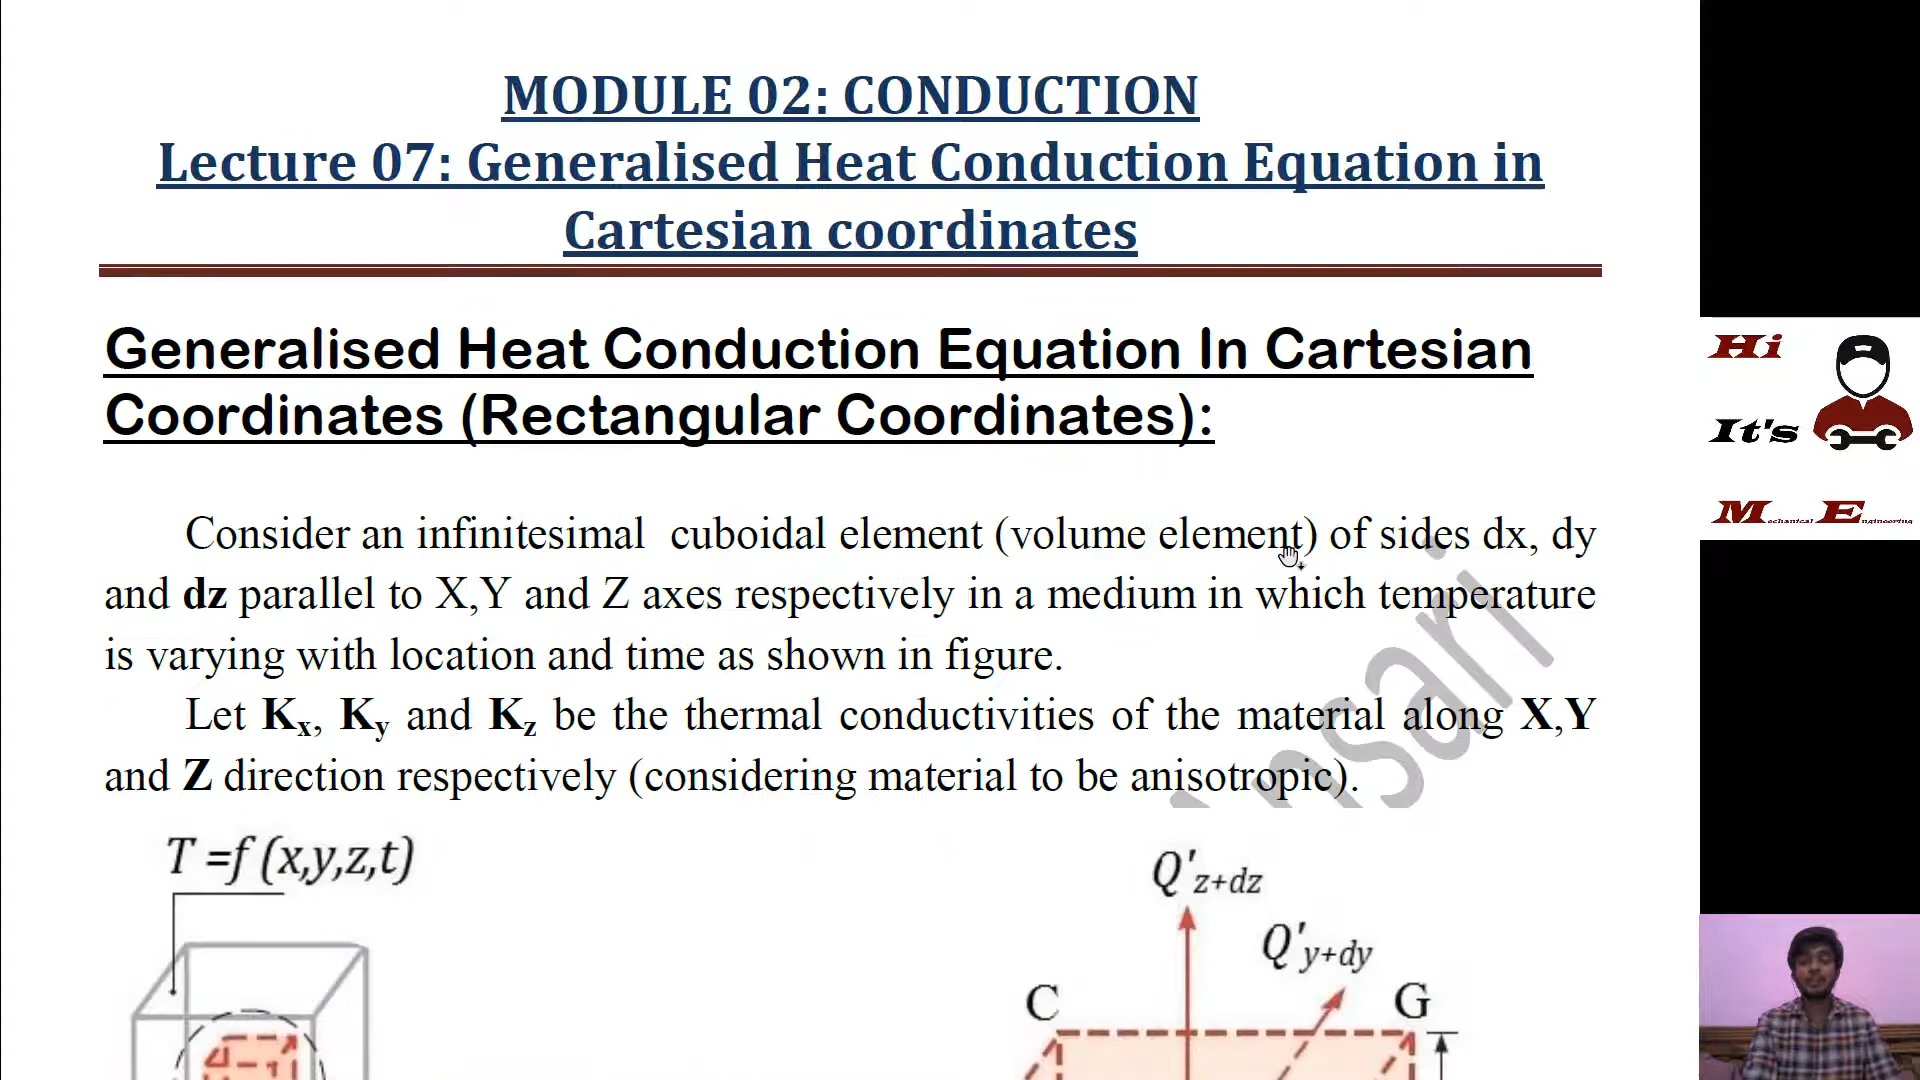 MODULE 02: CONDUCTION
Lecture 07: Generalised Heat Conduction Equation in
Cartesian coordinates
Generalised Heat Conduction Equation In Cartesian
Coordinates (Rectangular Coordinates):
Consider an infinitesimal cuboidal element (volume element) of sides dx, dy
and dz parallel to X,Y and Z axes respectively in a medium in which temperature
is varying with location and time as shown in figure.
Let Kx, Ky and Kz be the thermal conductivities of the material along X,Y
and Z direction respectively (considering material to be anisotropic).
T =f (x,y,z,t)
Q'z+dz
Q'y+dy
C
G
Hi
It's
Mechanical Engineering